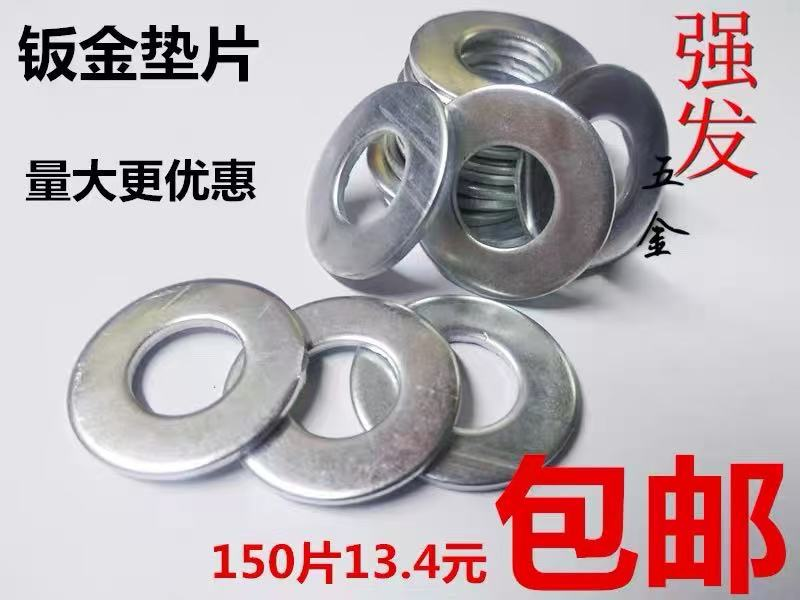 钣金垫片
量大更优惠
强发
五金
150片13.4元
包邮